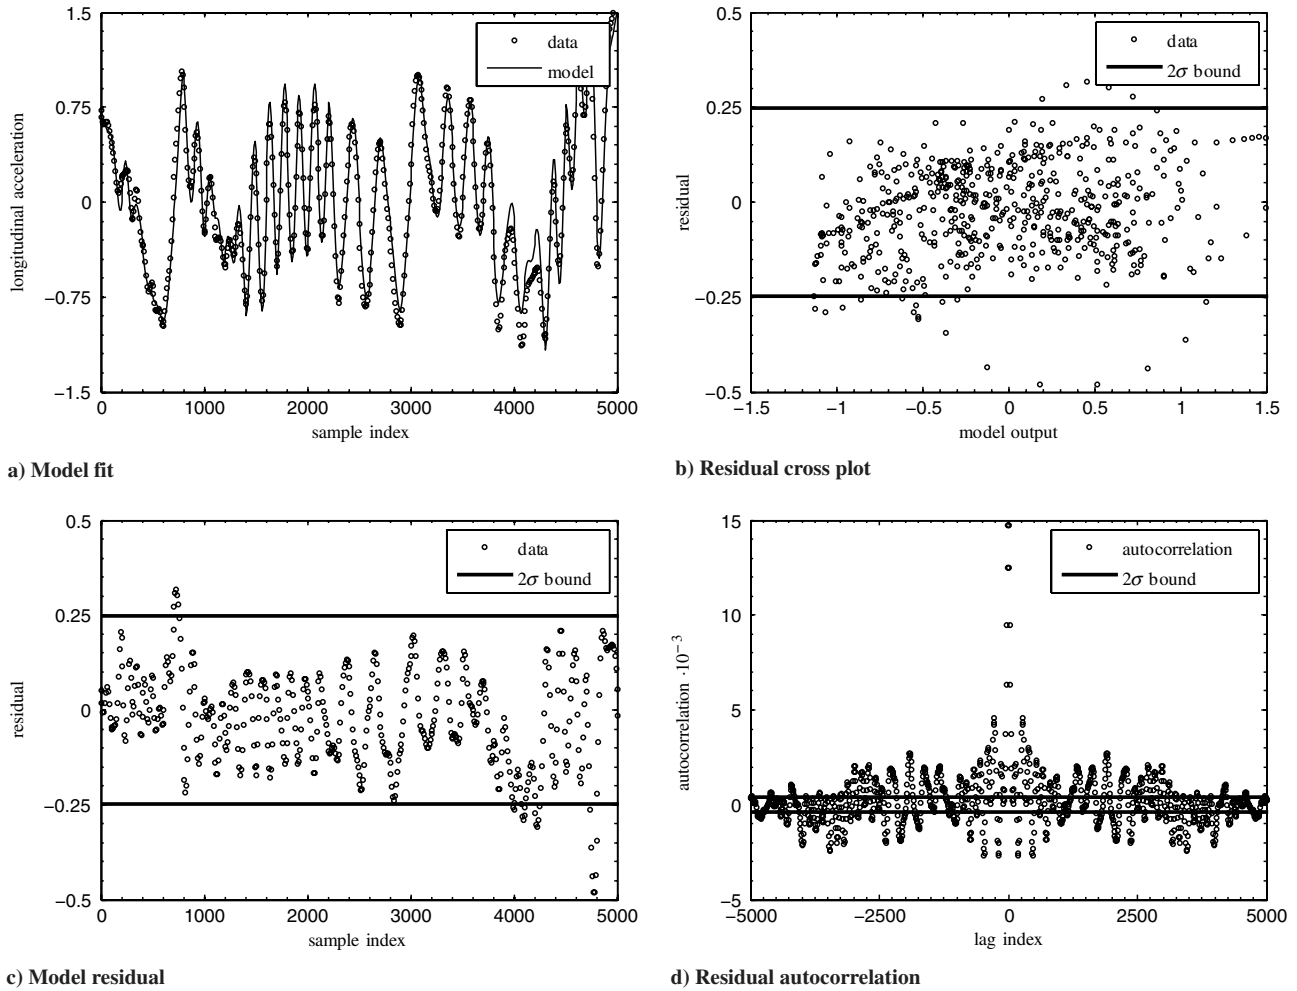 1.5
0.75
0
−0.75
−1.5
longitudinal acceleration
data
model
0
1000
2000
3000
4000
5000
sample index
a) Model fit
0.5
0.25
0
−0.25
−0.5
residual
data
2σ bound
−1.5
−1
−0.5
0
0.5
1
1.5
model output
b) Residual cross plot
0.5
0.25
0
−0.25
−0.5
residual
data
2σ bound
0
1000
2000
3000
4000
5000
sample index
c) Model residual
15
10
5
0
−5
autocorrelation ·10⁻³
autocorrelation
2σ bound
−5000
−2500
0
2500
5000
lag index
d) Residual autocorrelation